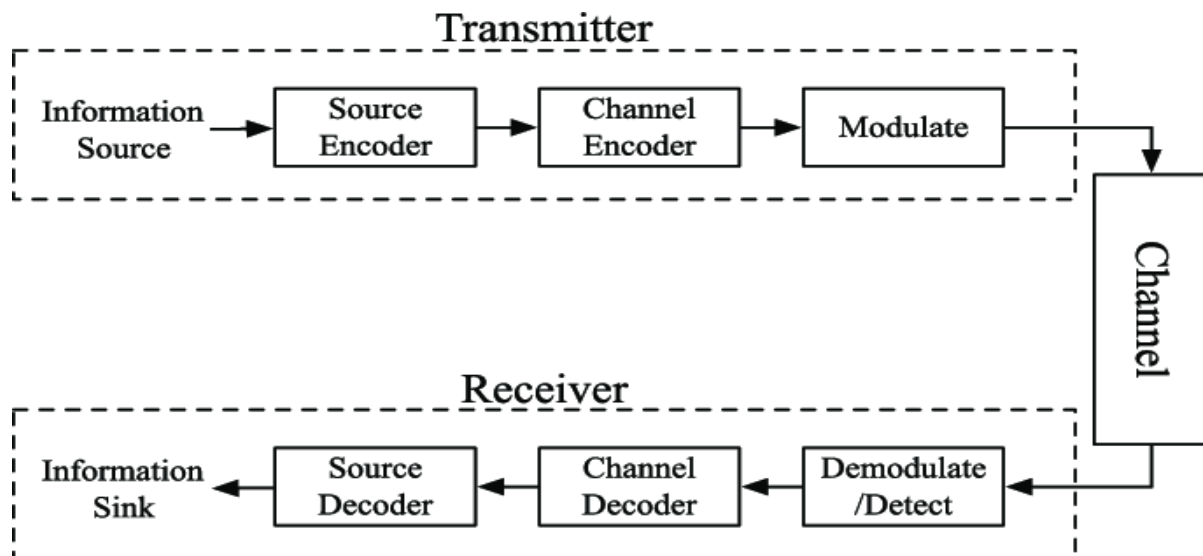 Transmitter
Information
Source
Source
Encoder
Channel
Encoder
Modulate
Channel
Receiver
Information
Sink
Source
Decoder
Channel
Decoder
Demodulate
/Detect